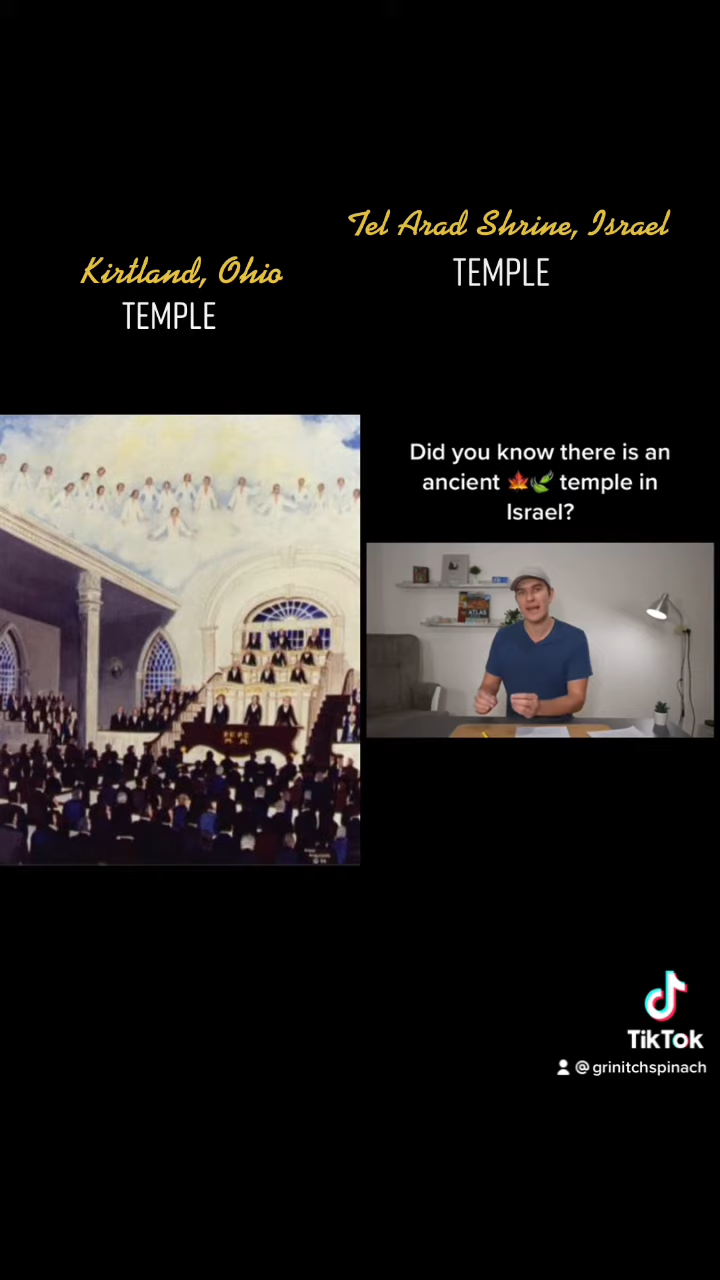 Tel Arad Shrine, Israel
TEMPLE
Kirtland, Ohio
TEMPLE
Did you know there is an
ancient 🍁🌿 temple in
Israel?
ATLAS
TikTok
@grinitchspinach